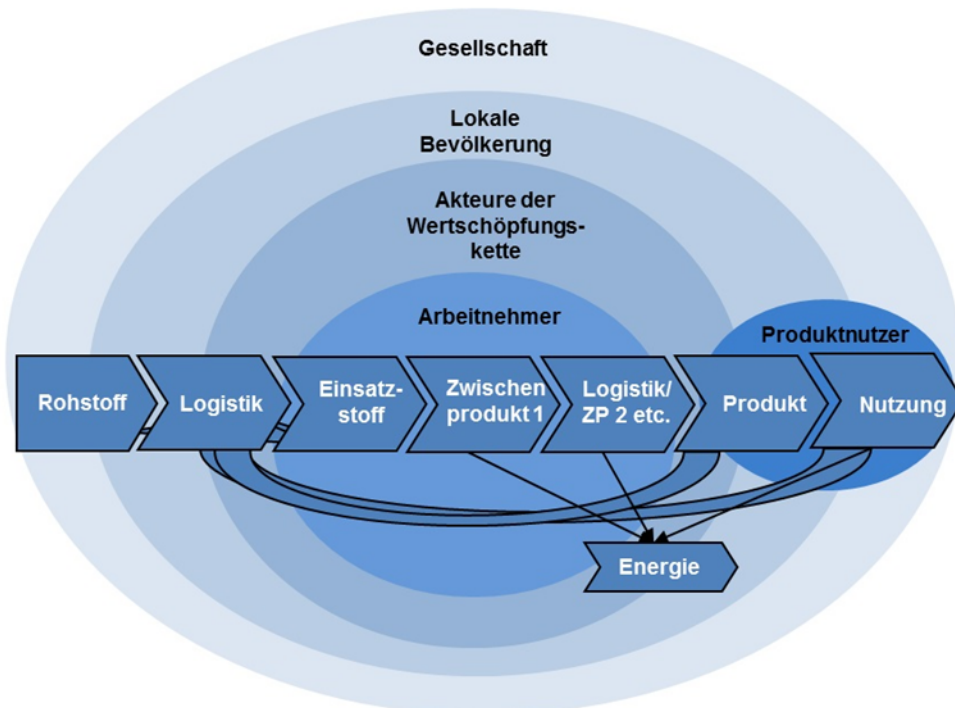 Gesellschaft
Lokale
Bevölkerung
Akteure der
Wertschöpfungs-
kette
Arbeitnehmer
Produktnutzer
Rohstoff
Logistik
Einsatz-
stoff
Zwischen
produkt 1
Logistik/
ZP 2 etc.
Produkt
Nutzung
Energie